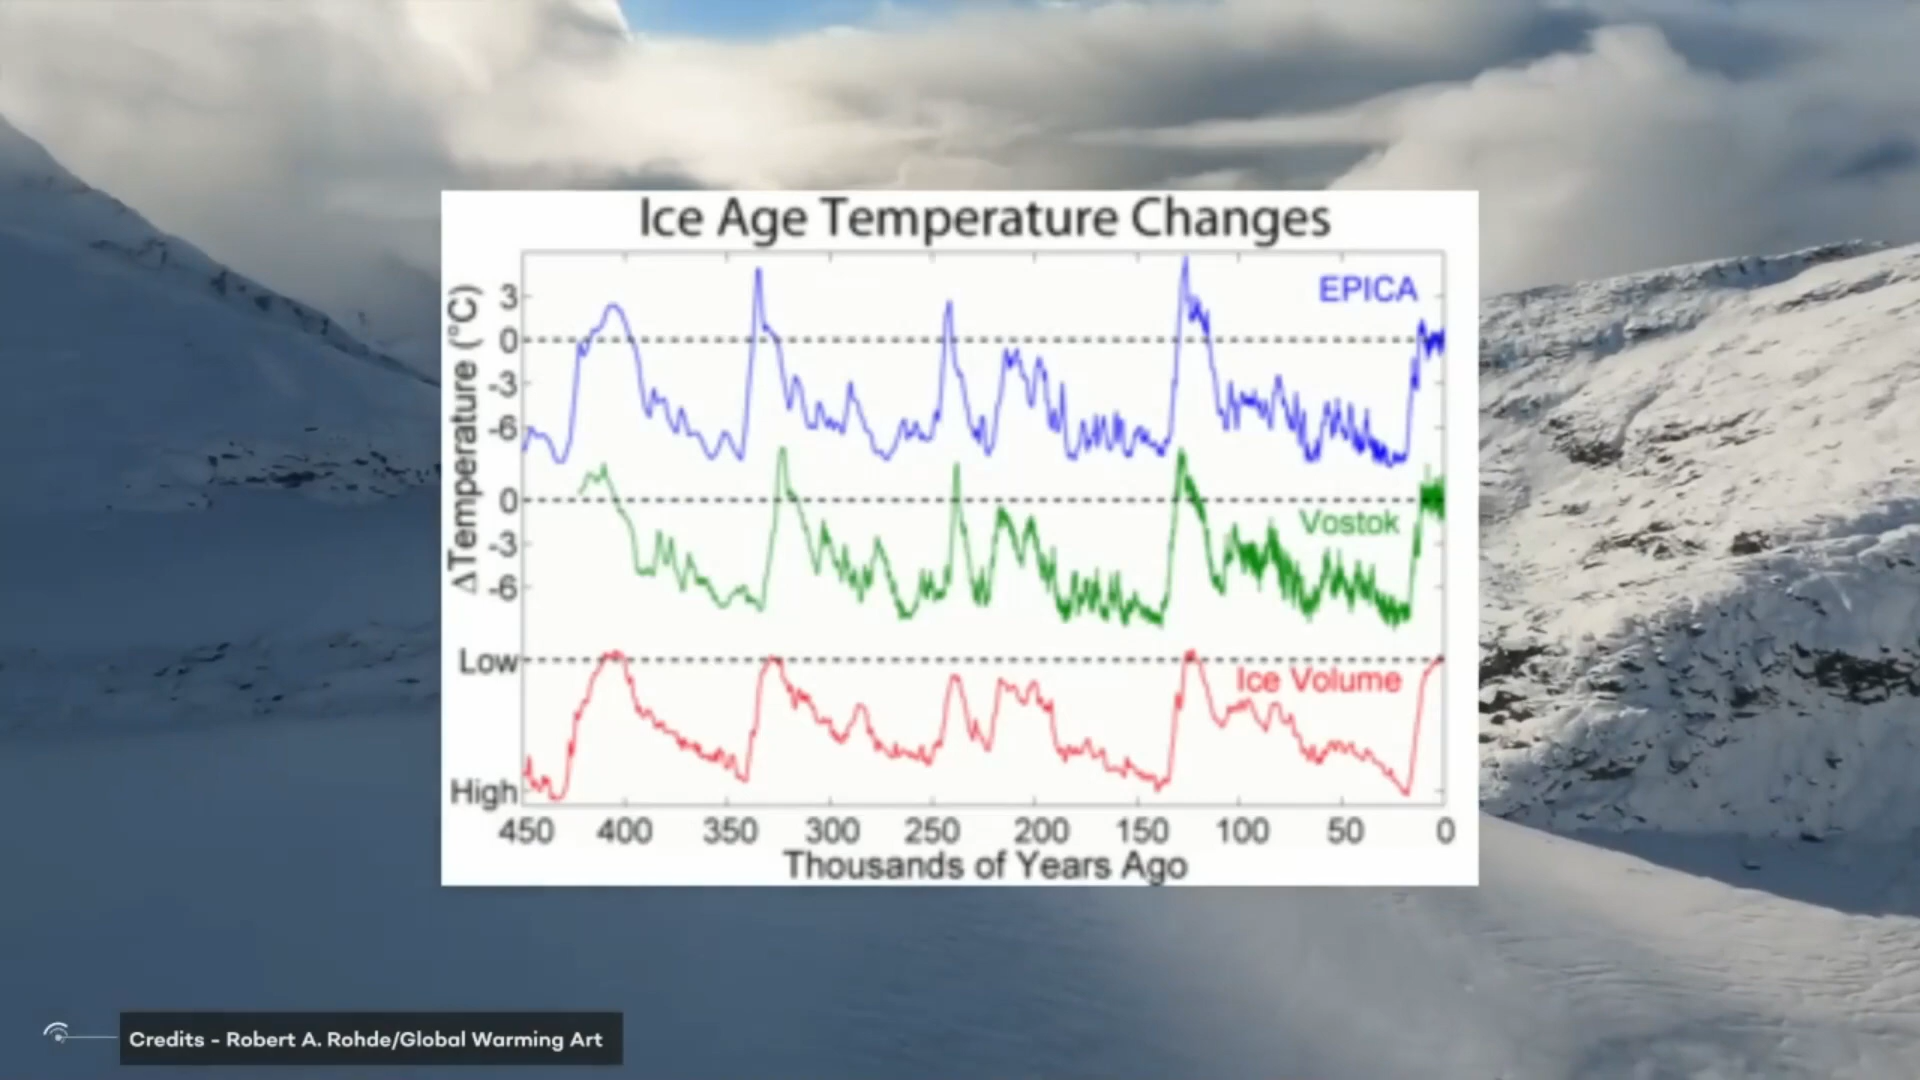 Ice Age Temperature Changes
ΔTemperature (°C)
EPICA
3
0
-3
-6
Vostok
0
-3
-6
Ice Volume
Low
High
450 400 350 300 250 200 150 100 50 0
Thousands of Years Ago
Credits - Robert A. Rohde/Global Warming Art